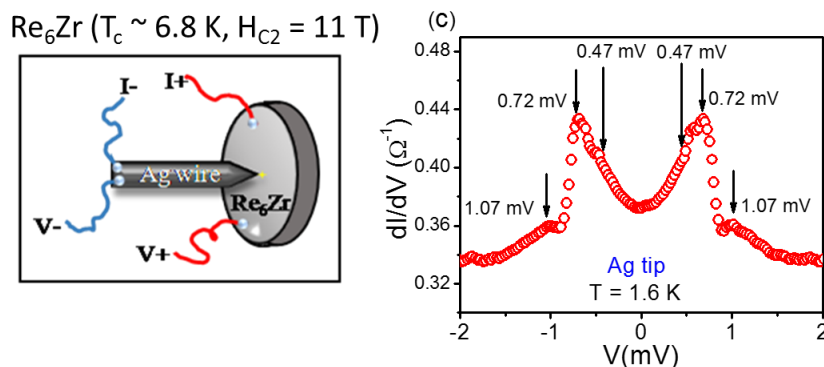 Re₆Zr (T꜀ ~ 6.8 K, H_C2 = 11 T)
I-
I+
Ag wire
Re₆Zr
V-
V+
(c)
0.48
0.44
0.40
0.36
0.32
dI/dV (Ω⁻¹)
0.47 mV
0.47 mV
0.72 mV
0.72 mV
1.07 mV
1.07 mV
Ag tip
T = 1.6 K
-2
-1
0
1
2
V(mV)